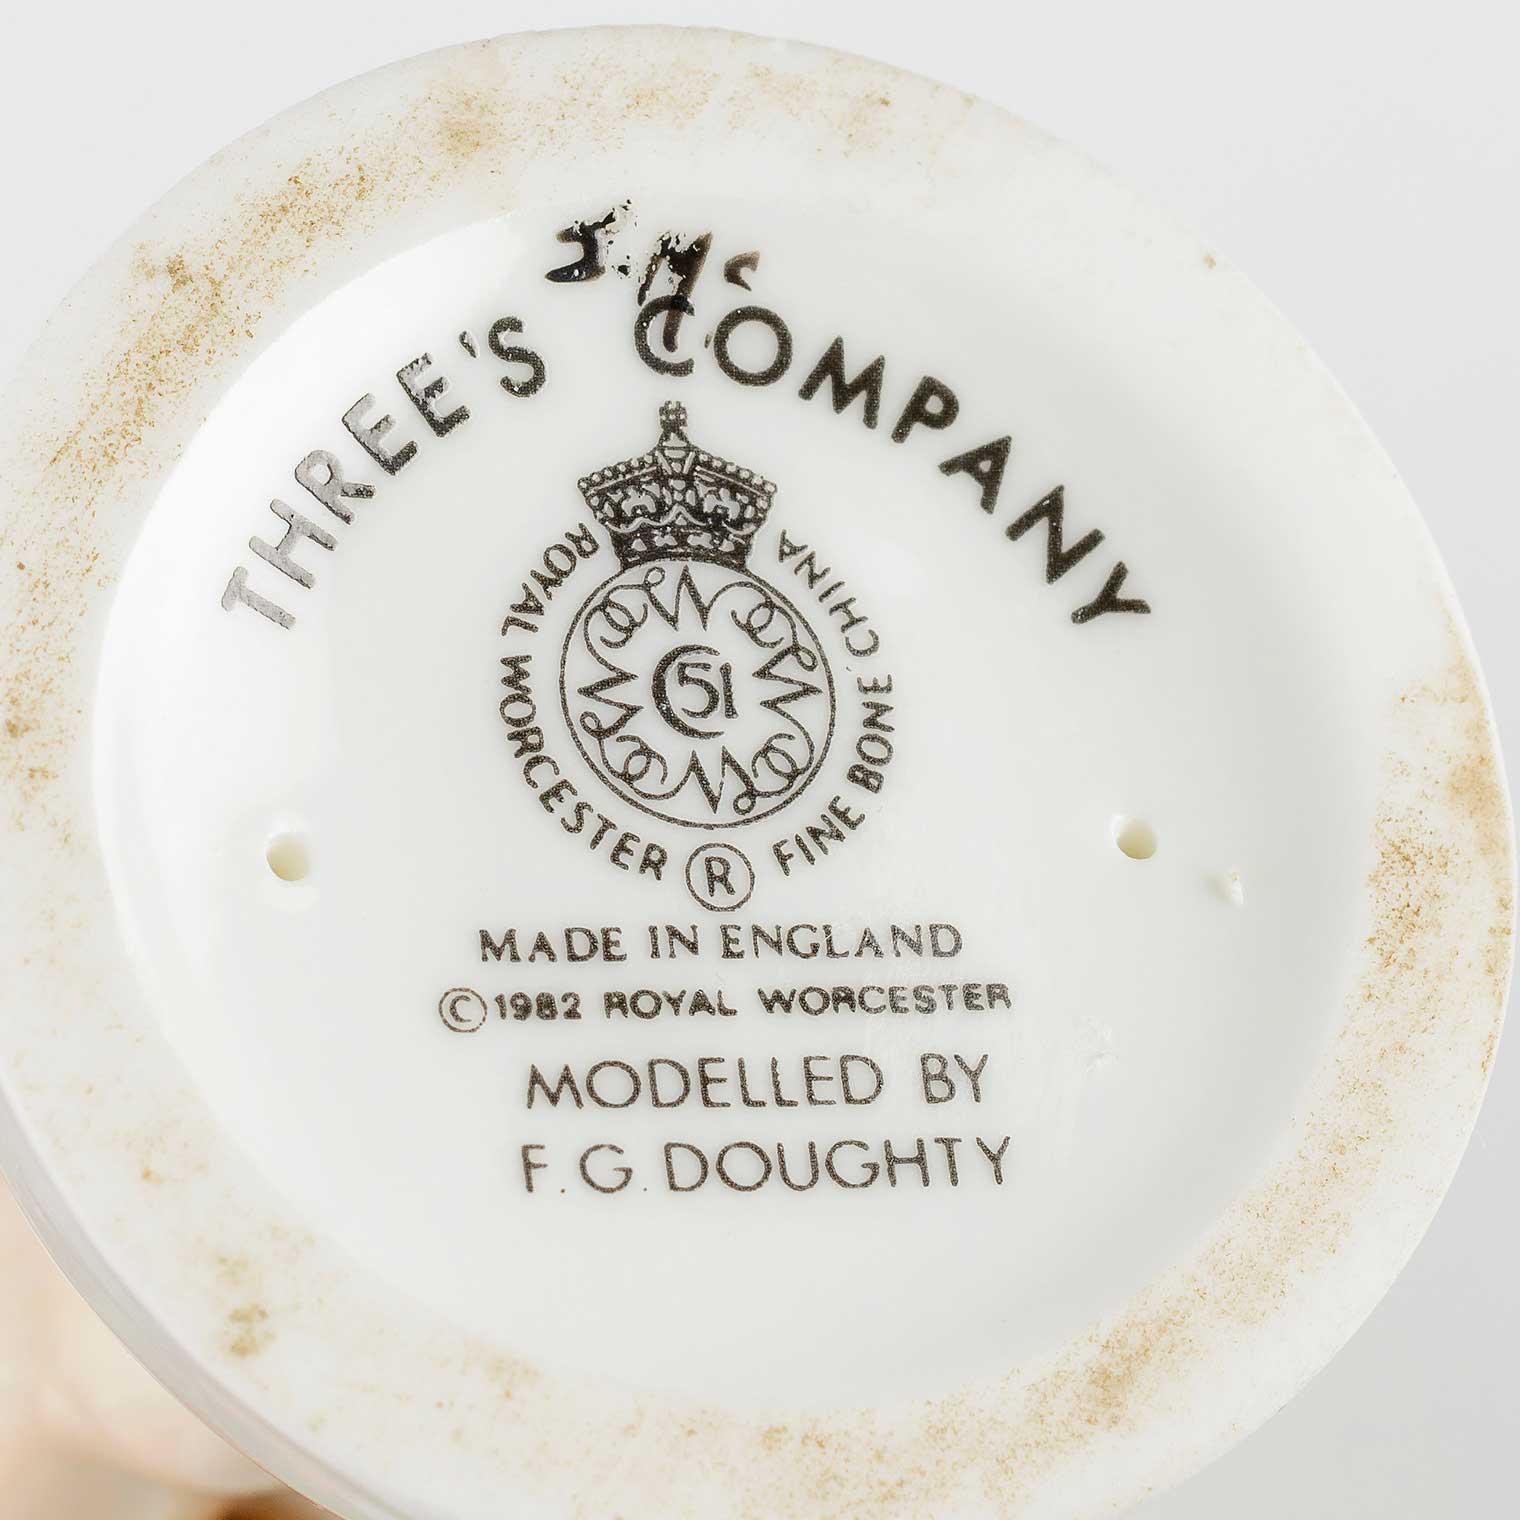 THREE'S COMPANY
ROYAL WORCESTER ® FINE BONE CHINA
51
MADE IN ENGLAND
©1982 ROYAL WORCESTER
MODELLED BY
F.G.DOUGHTY